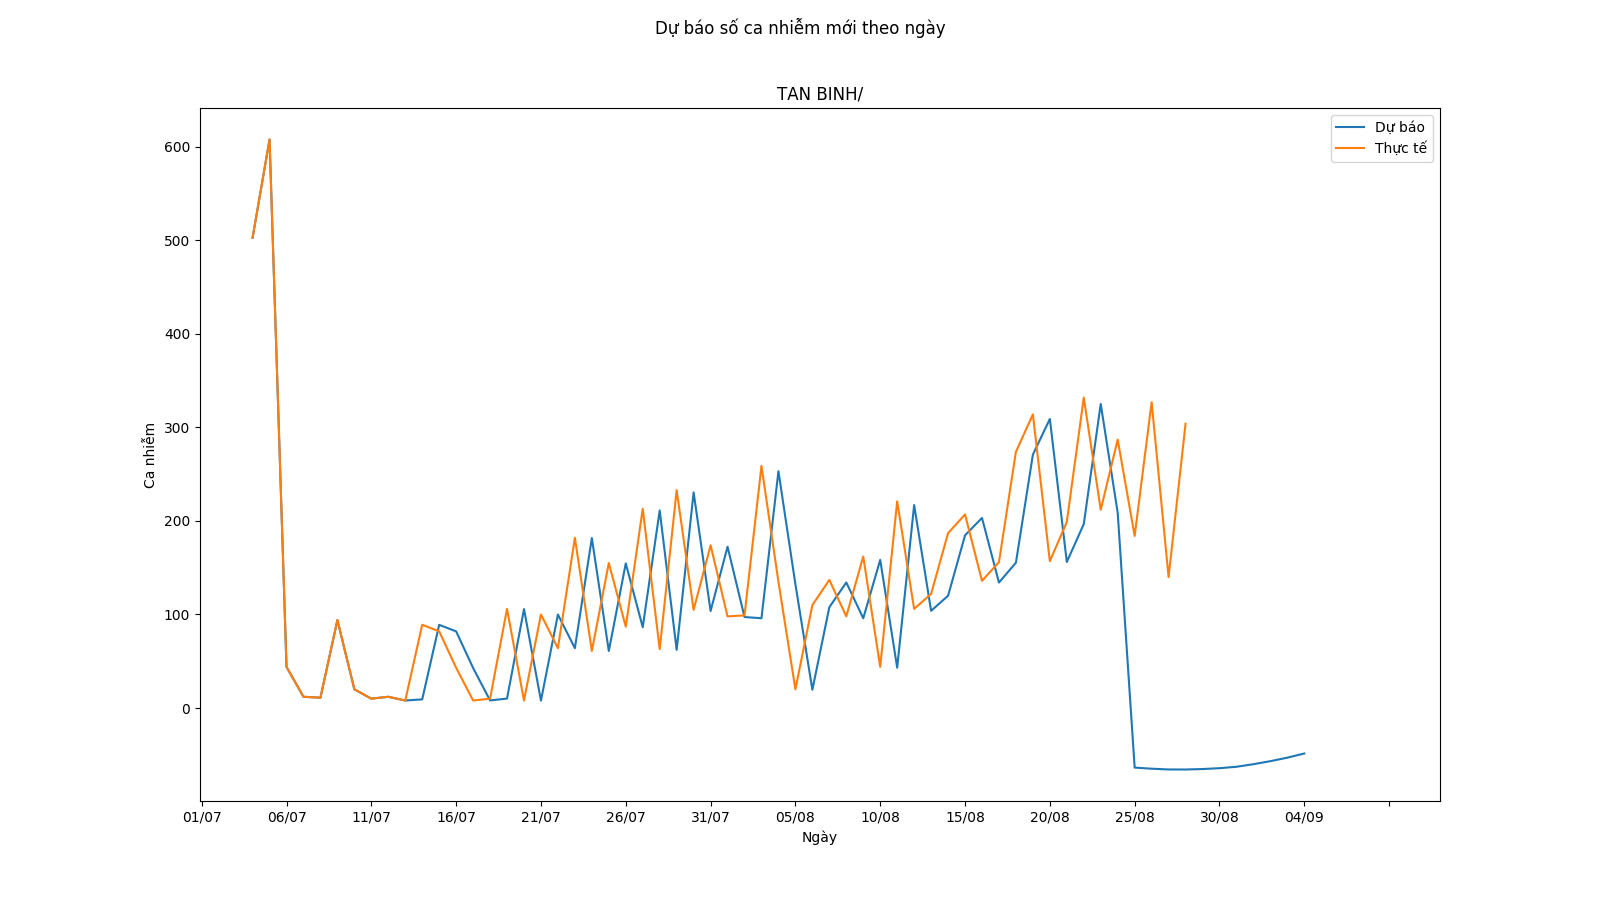 Dự báo số ca nhiễm mới theo ngày
TAN BINH/
Dự báo
Thực tế
600
500
400
300
200
100
0
Ca nhiễm
01/07 06/07 11/07 16/07 21/07 26/07 31/07 05/08 10/08 15/08 20/08 25/08 30/08 04/09
Ngày